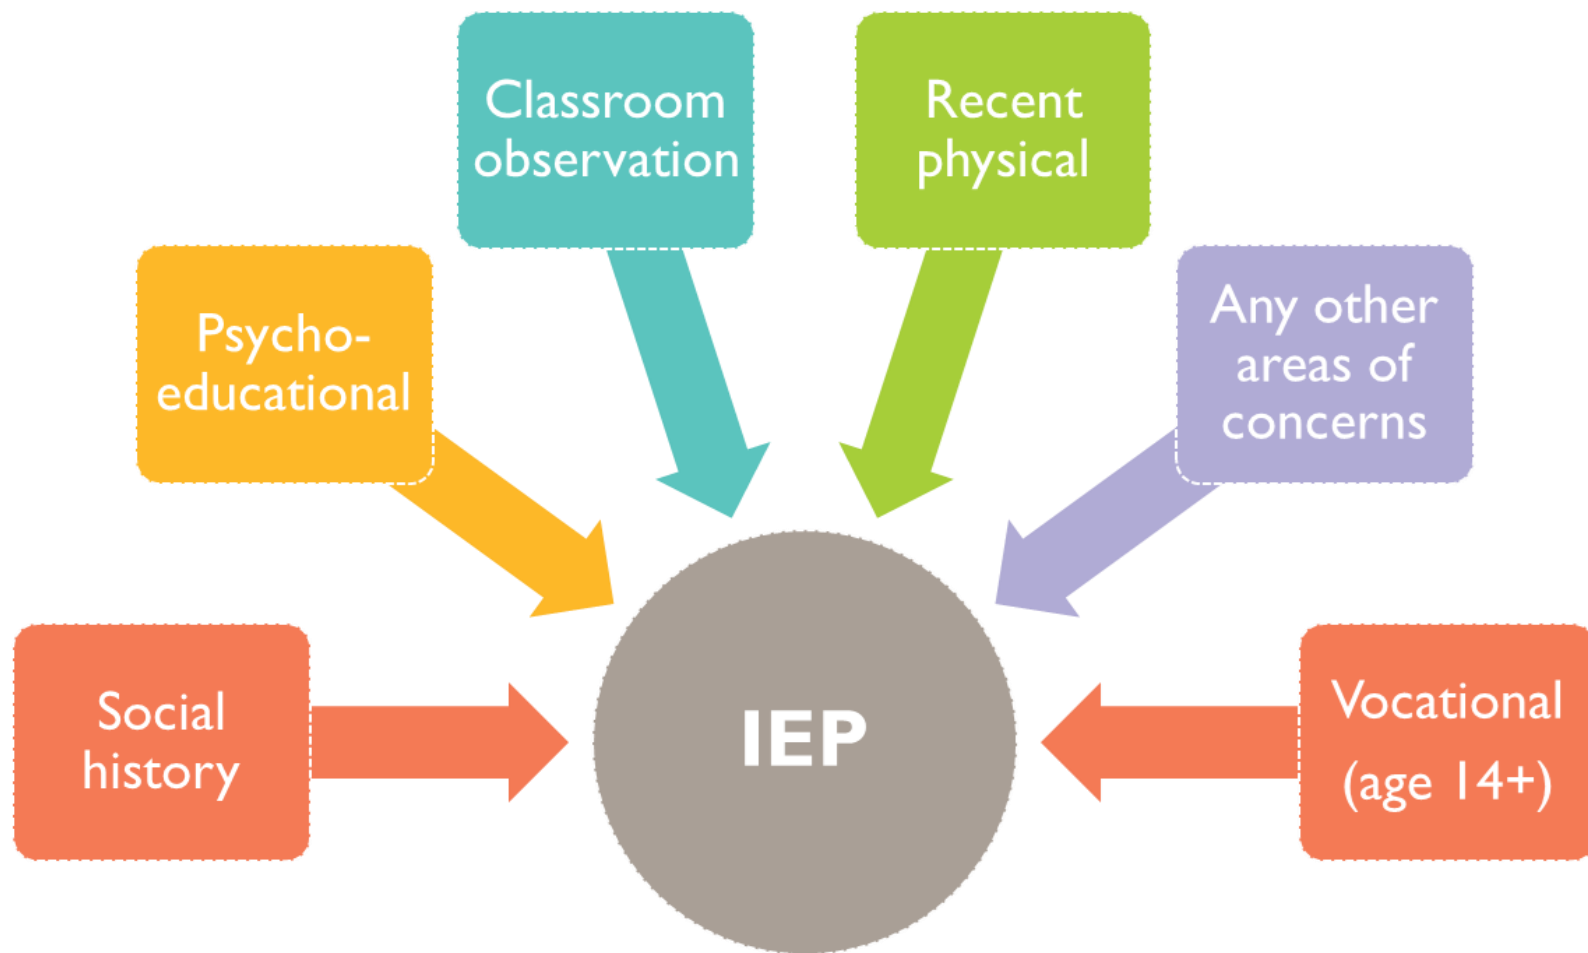 Classroom
observation
Recent
physical
Psycho-
educational
Any other
areas of
concerns
Social
history
IEP
Vocational
(age 14+)